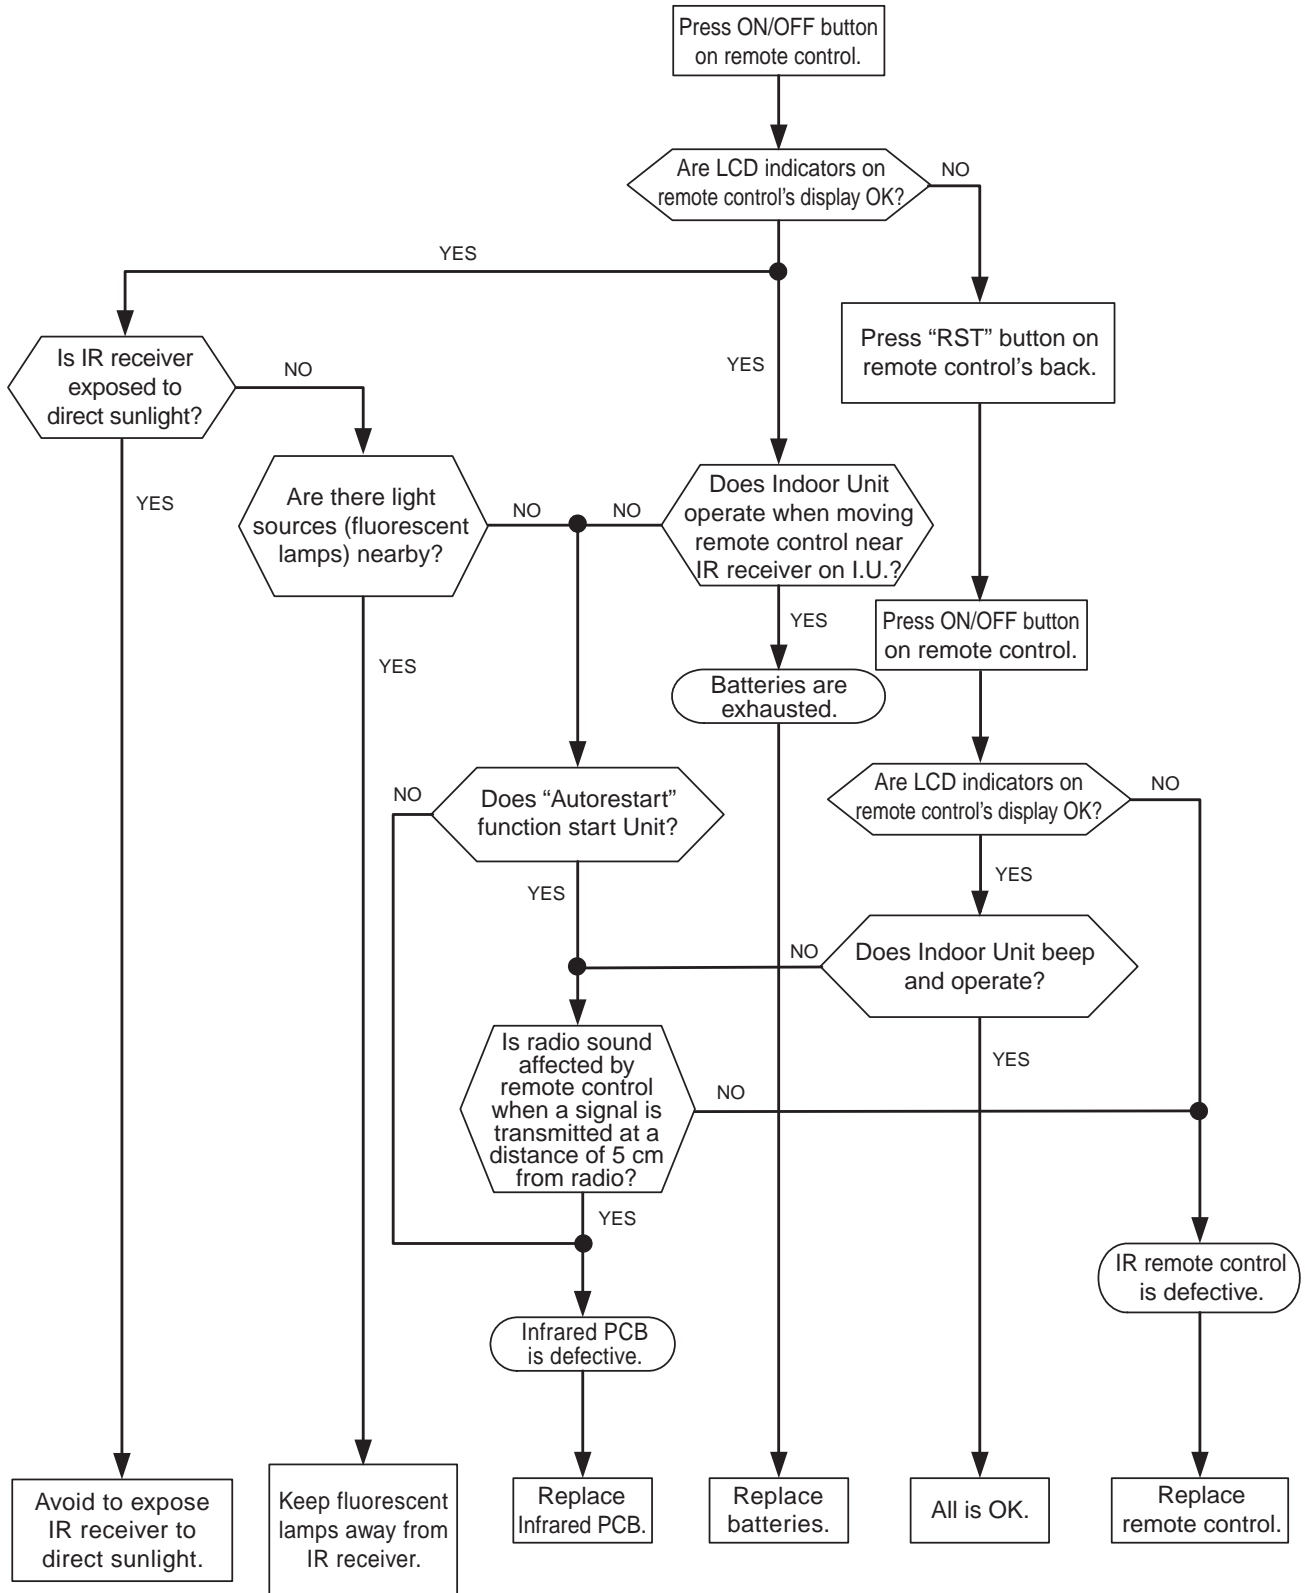 Press ON/OFF button
on remote control.
Are LCD indicators on
remote control's display OK?
NO
YES
YES
Press “RST” button on
remote control's back.
Is IR receiver
exposed to
direct sunlight?
NO
YES
Are there light
sources (fluorescent
lamps) nearby?
NO
NO
Does Indoor Unit
operate when moving
remote control near
IR receiver on I.U.?
YES
YES
Press ON/OFF button
on remote control.
Batteries are
exhausted.
Does “Autorestart”
function start Unit?
NO
YES
Are LCD indicators on
remote control's display OK?
NO
YES
Does Indoor Unit beep
and operate?
NO
YES
Is radio sound
affected by
remote control
when a signal is
transmitted at a
distance of 5 cm
from radio?
NO
YES
IR remote control
is defective.
Infrared PCB
is defective.
Avoid to expose
IR receiver to
direct sunlight.
Keep fluorescent
lamps away from
IR receiver.
Replace
Infrared PCB.
Replace
batteries.
All is OK.
Replace
remote control.